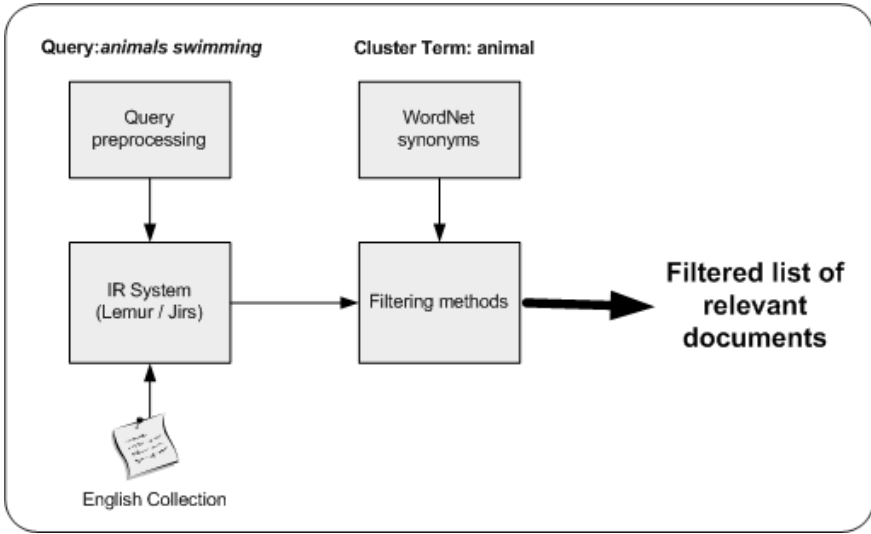 Query:animals swimming
Cluster Term: animal
Query
preprocessing
WordNet
synonyms
IR System
(Lemur / Jirs)
Filtering methods
Filtered list of
relevant
documents
English Collection